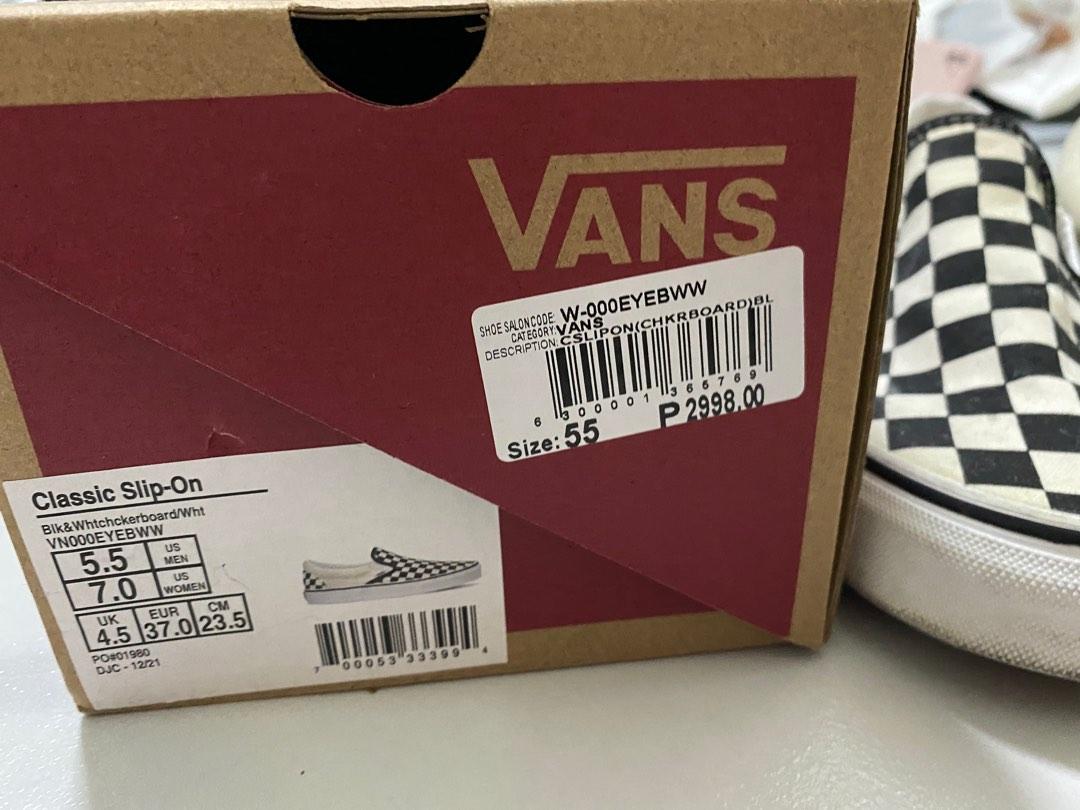 VANS
SHOE SALON CODE: W-000EYEBWW
CATEGORY: VANS
DESCRIPTION: CSLIPON(CHKRBOARD)BL
6 300001 365769
Size: 55 P 2998.00
Classic Slip-On
Blk&Whtchckerboard/Wht
VN000EYEBWW
5.5 US MEN
7.0 US WOMEN
UK 4.5 EUR 37.0 CM 23.5
PO#01980
DJC - 12/21
7 00053 33399 4